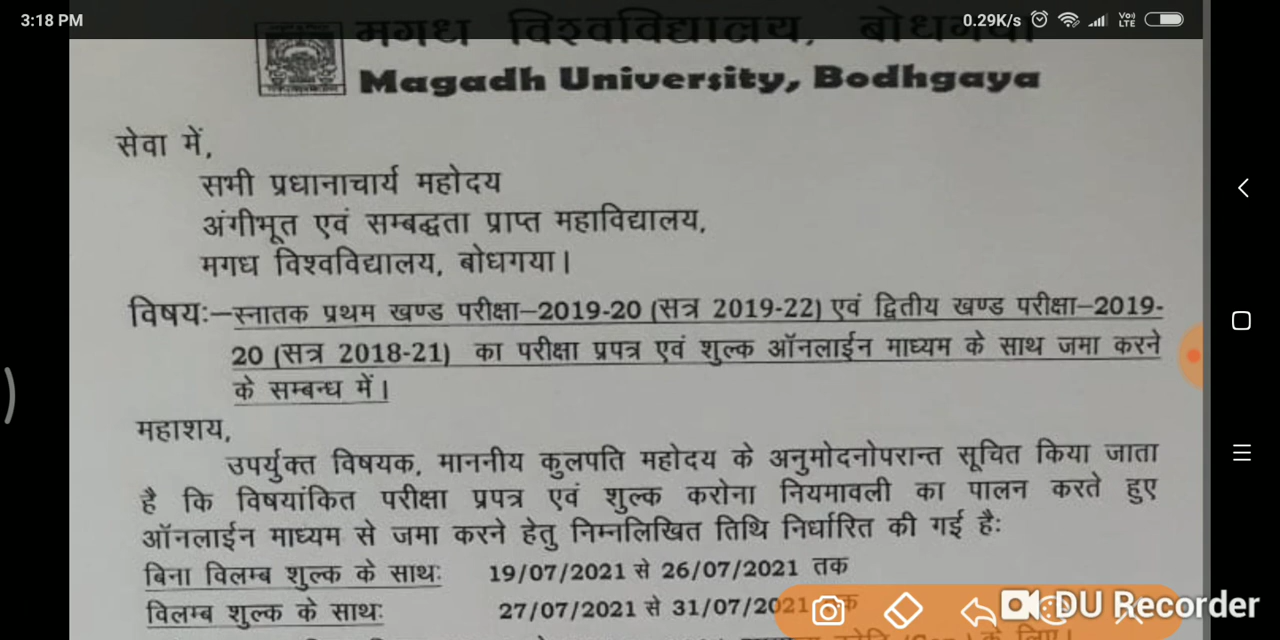 3:18 PM
0.29K/s
Vo)) LTE
मगध विश्वविद्यालय, बोधगया
Magadh University, Bodhgaya
सेवा में,
सभी प्रधानाचार्य महोदय
अंगीभूत एवं सम्बद्धता प्राप्त महाविद्यालय,
मगध विश्वविद्यालय, बोधगया।
विषयः–स्नातक प्रथम खण्ड परीक्षा–2019-20 (सत्र 2019-22) एवं द्वितीय खण्ड परीक्षा–2019-
20 (सत्र 2018-21) का परीक्षा प्रपत्र एवं शुल्क ऑनलाईन माध्यम के साथ जमा करने
के सम्बन्ध में।
महाशय,
उपर्युक्त विषयक, माननीय कुलपति महोदय के अनुमोदनोपरान्त सूचित किया जाता
है कि विषयांकित परीक्षा प्रपत्र एवं शुल्क करोना नियमावली का पालन करते हुए
ऑनलाईन माध्यम से जमा करने हेतु निम्नलिखित तिथि निर्धारित की गई हैः
बिना विलम्ब शुल्क के साथः 19/07/2021 से 26/07/2021 तक
विलम्ब शुल्क के साथः 27/07/2021 से 31/07/2021 तक
DU Recorder